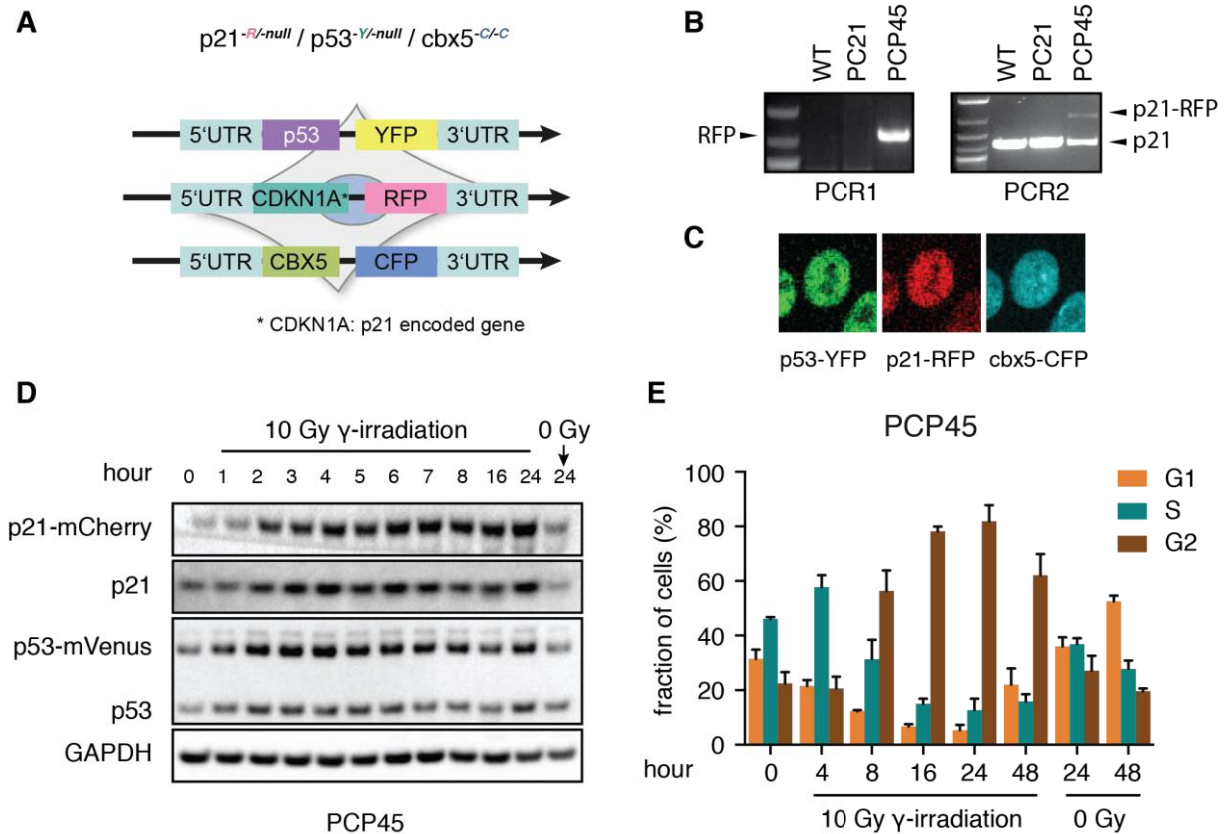 A
p21-R/-null / p53-Y/-null / cbx5-C/-C
5'UTR p53 YFP 3'UTR
5'UTR CDKN1A* RFP 3'UTR
5'UTR CBX5 CFP 3'UTR
* CDKN1A: p21 encoded gene
B
WT PC21 PCP45 WT PC21 PCP45
RFP p21-RFP
p21
PCR1 PCR2
C
p53-YFP p21-RFP cbx5-CFP
D
10 Gy γ-irradiation 0 Gy
hour 0 1 2 3 4 5 6 7 8 16 24 24
p21-mCherry
p21
p53-mVenus
p53
GAPDH
PCP45
E
PCP45
G1
S
G2
fraction of cells (%)
100
80
60
40
20
0
hour 0 4 8 16 24 48 24 48
10 Gy γ-irradiation 0 Gy